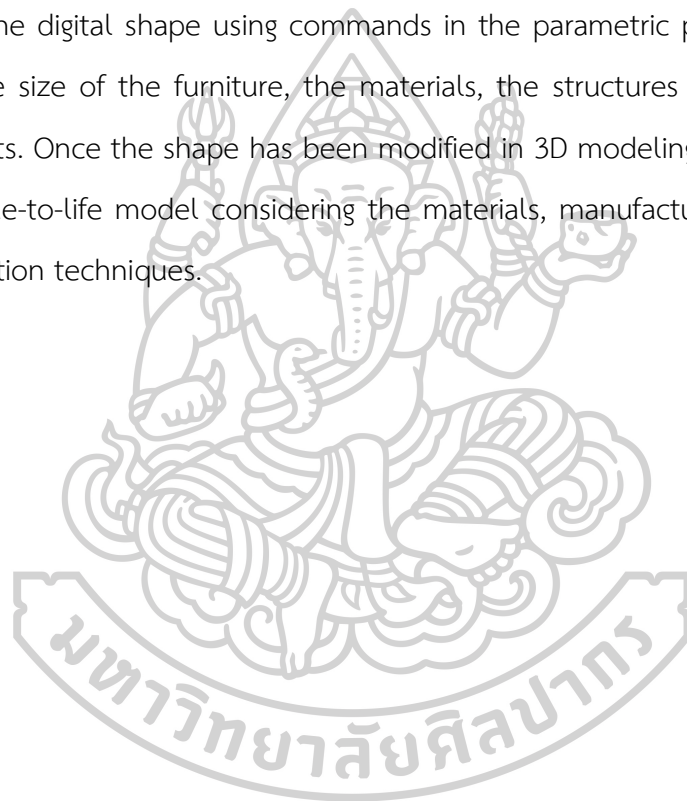 ne digital shape using commands in the parametric p
e size of the furniture, the materials, the structures
ts. Once the shape has been modified in 3D modeling
e-to-life model considering the materials, manufactu
tion techniques.
มหาวิทยาลัยศิลปากร